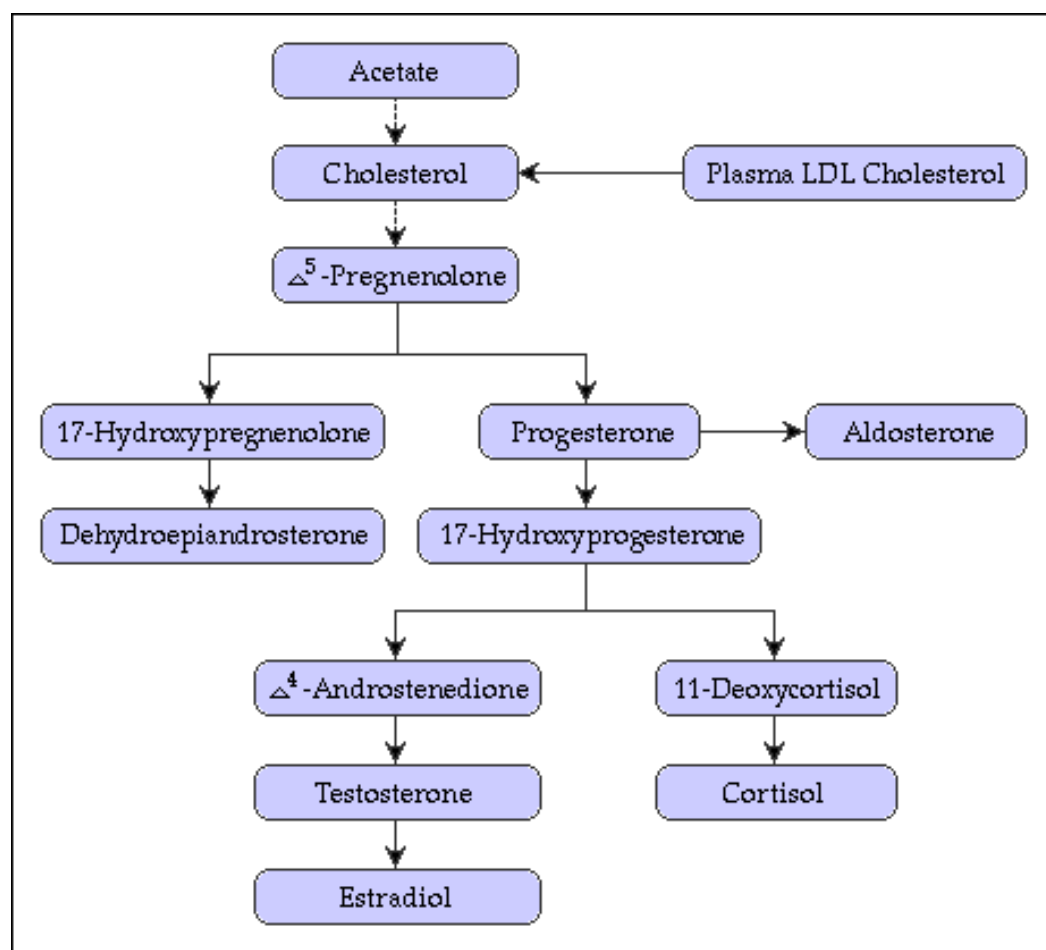 Acetate
Cholesterol
Plasma LDL Cholesterol
△⁵-Pregnenolone
17-Hydroxypregnenolone
Progesterone
Aldosterone
Dehydroepiandrosterone
17-Hydroxyprogesterone
△⁴-Androstenedione
11-Deoxycortisol
Testosterone
Cortisol
Estradiol